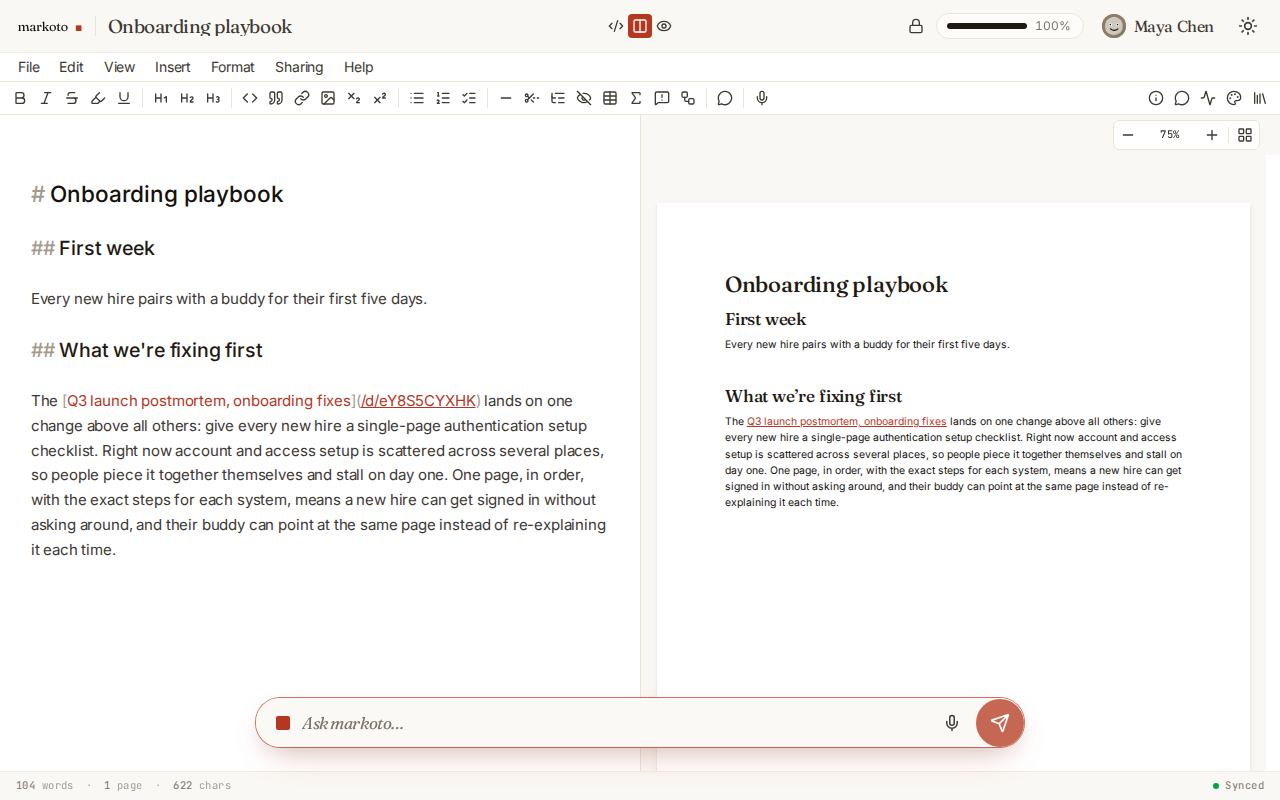 markoto
Onboarding playbook
100%
Maya Chen
File Edit View Insert Format Sharing Help
H1 H2 H3
75%
# Onboarding playbook
## First week
Every new hire pairs with a buddy for their first five days.
## What we're fixing first
The [Q3 launch postmortem, onboarding fixes](/d/eY8S5CYXHK) lands on one
change above all others: give every new hire a single-page authentication setup
checklist. Right now account and access setup is scattered across several places,
so people piece it together themselves and stall on day one. One page, in order,
with the exact steps for each system, means a new hire can get signed in without
asking around, and their buddy can point at the same page instead of re-explaining
it each time.
Onboarding playbook
First week
Every new hire pairs with a buddy for their first five days.
What we’re fixing first
The Q3 launch postmortem, onboarding fixes lands on one change above all others: give
every new hire a single-page authentication setup checklist. Right now account and access
setup is scattered across several places, so people piece it together themselves and stall on
day one. One page, in order, with the exact steps for each system, means a new hire can get
signed in without asking around, and their buddy can point at the same page instead of re-
explaining it each time.
Ask markoto...
104 words · 1 page · 622 chars
Synced